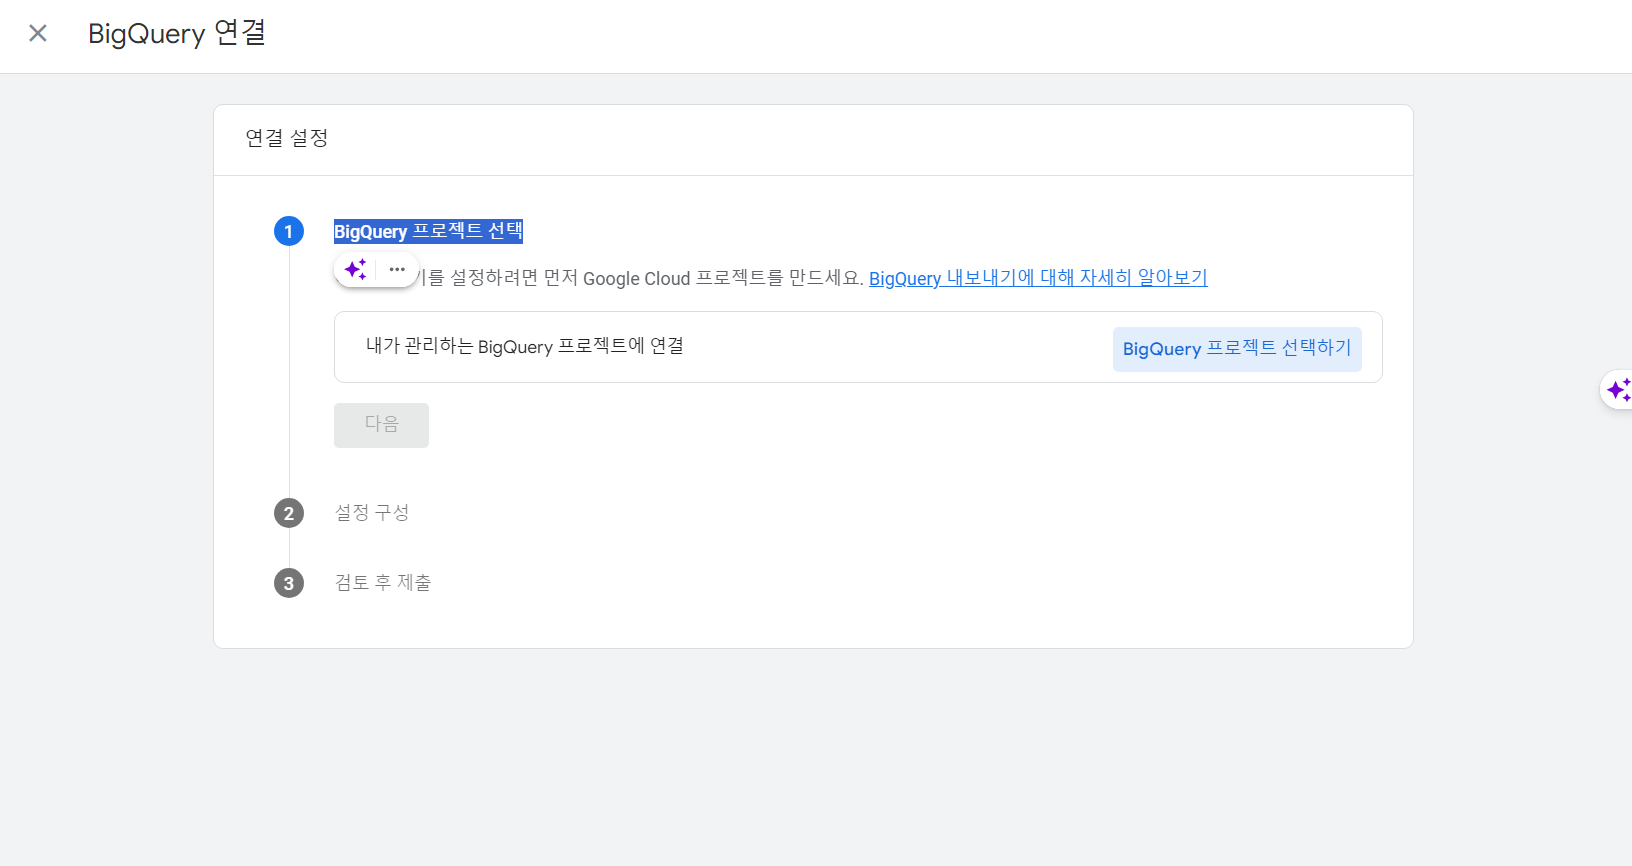 BigQuery 연결
연결 설정
1
BigQuery 프로젝트 선택
기를 설정하려면 먼저 Google Cloud 프로젝트를 만드세요. BigQuery 내보내기에 대해 자세히 알아보기
내가 관리하는 BigQuery 프로젝트에 연결
BigQuery 프로젝트 선택하기
다음
2
설정 구성
3
검토 후 제출